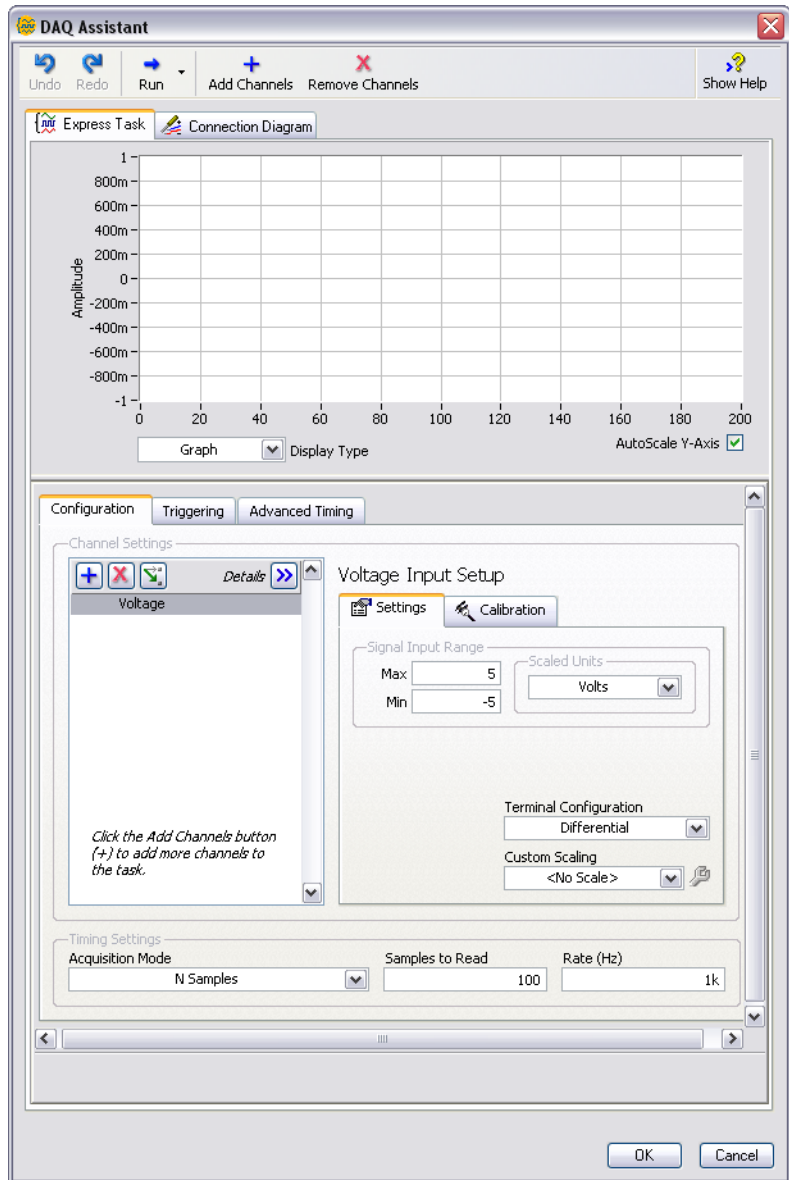 DAQ Assistant
Undo Redo Run Add Channels Remove Channels Show Help
Express Task Connection Diagram
1
800m
600m
400m
200m
0
-200m
-400m
-600m
-800m
-1
Amplitude
0 20 40 60 80 100 120 140 160 180 200
Graph Display Type AutoScale Y-Axis
Configuration Triggering Advanced Timing
Channel Settings
Details
Voltage
Click the Add Channels button
(+) to add more channels to
the task.
Voltage Input Setup
Settings Calibration
Signal Input Range
Max 5
Min -5
Scaled Units
Volts
Terminal Configuration
Differential
Custom Scaling
<No Scale>
Timing Settings
Acquisition Mode Samples to Read Rate (Hz)
N Samples 100 1k
OK Cancel